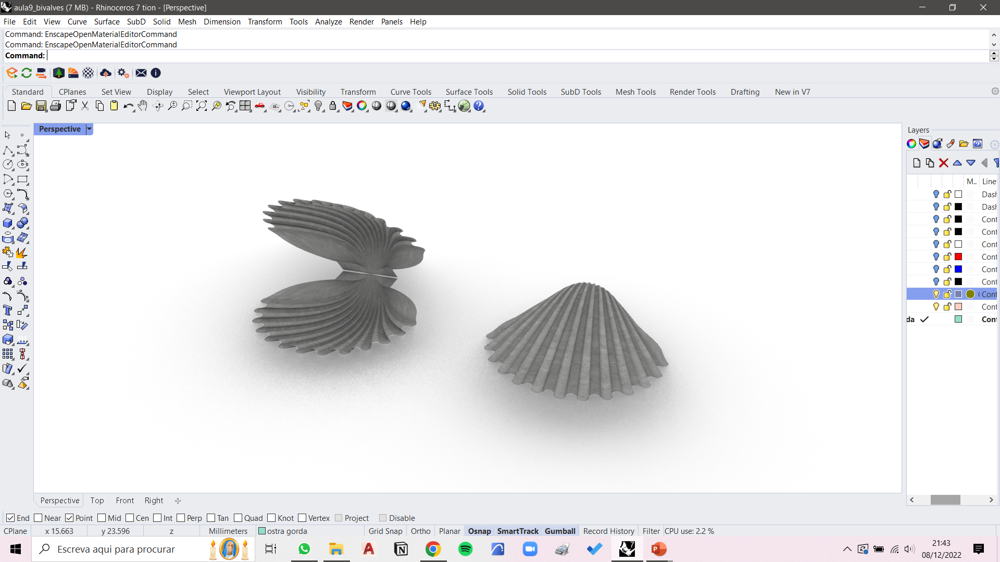 aula9_bivalves (7 MB) - Rhinoceros 7 tion - [Perspective]
File Edit View Curve Surface SubD Solid Mesh Dimension Transform Tools Analyze Render Panels Help
Command: EnscapeOpenMaterialEditorCommand
Command: EnscapeOpenMaterialEditorCommand
Command:
Standard CPlanes Set View Display Select Viewport Layout Visibility Transform Curve Tools Surface Tools Solid Tools SubD Tools Mesh Tools Render Tools Drafting New in V7
Perspective
Layers
M.. Line
Dash
Dash
Cont
Cont
Cont
Cont
Cont
Cont
Cont
Cont
da Cont
Perspective Top Front Right
End Near Point Mid Cen Int Perp Tan Quad Knot Vertex Project Disable
CPlane x 15.663 y 23.596 z Millimeters ostra gorda Grid Snap Ortho Planar Osnap SmartTrack Gumball Record History Filter CPU use: 2.2 %
Escreva aqui para procurar
21:43
08/12/2022